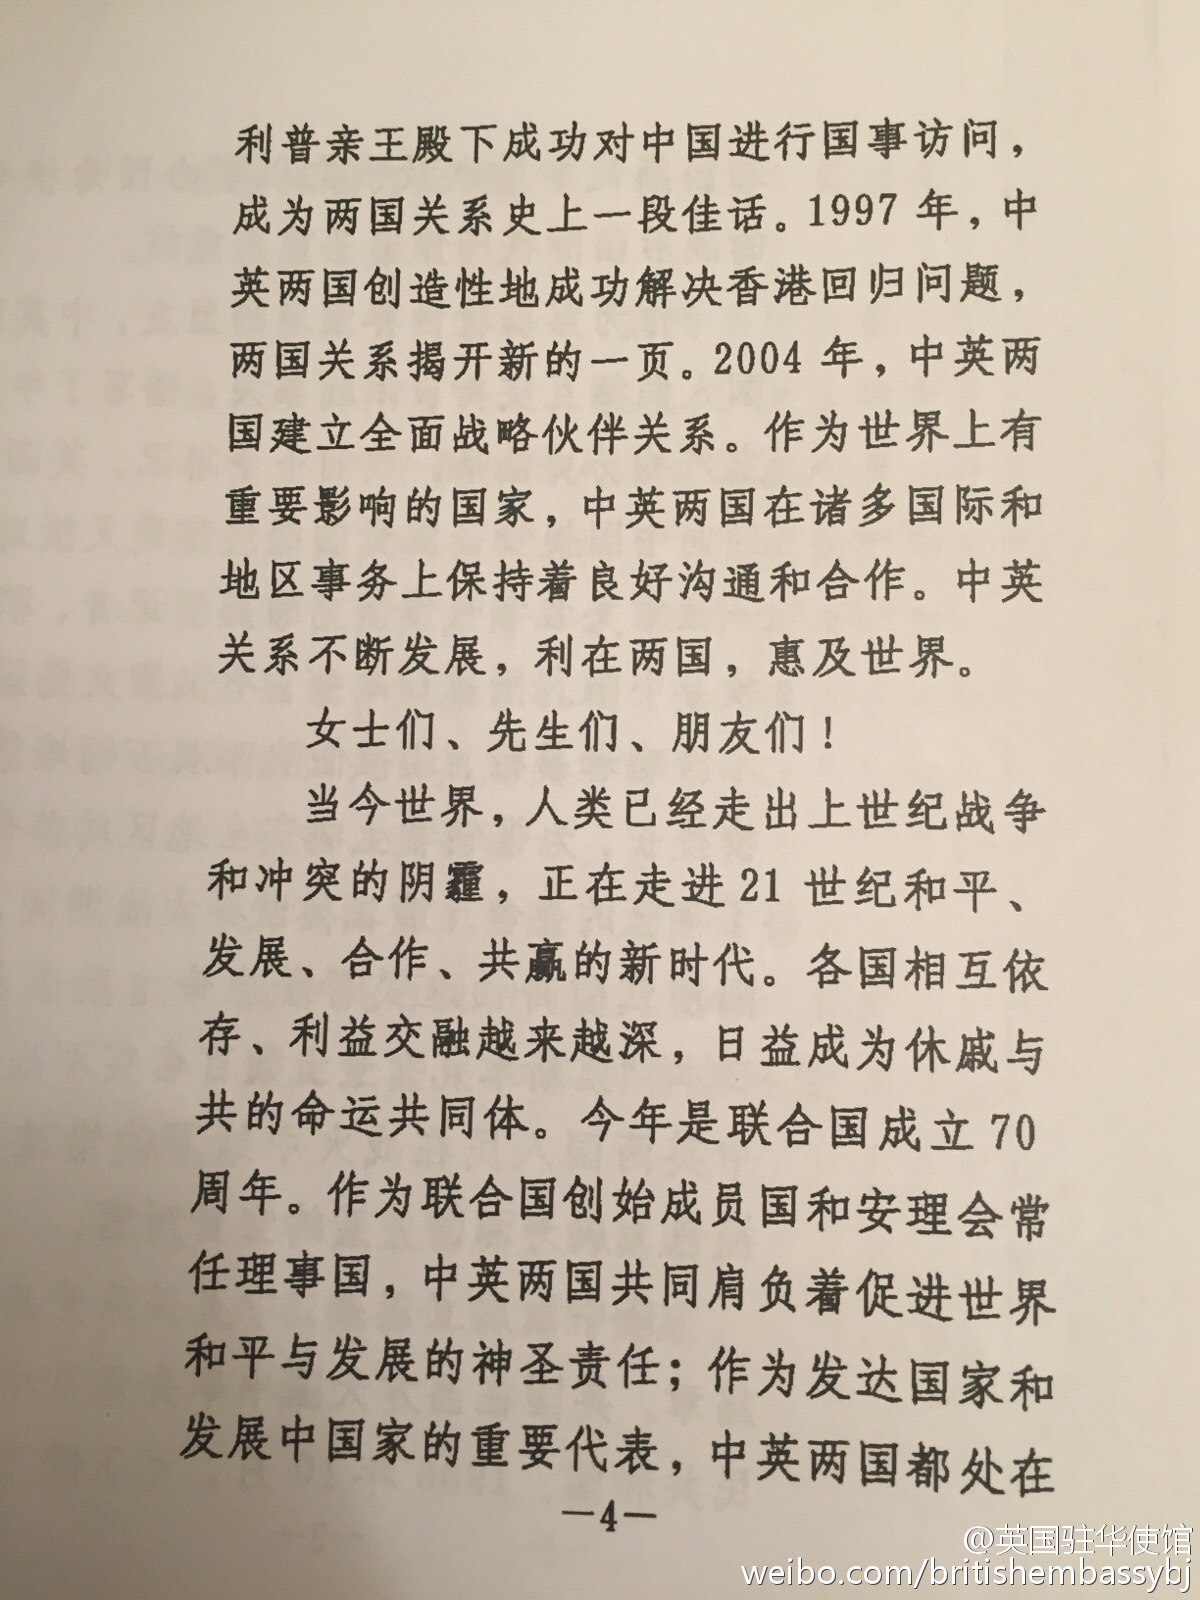 利普亲王殿下成功对中国进行国事访问，
成为两国关系史上一段佳话。1997年，中
英两国创造性地成功解决香港回归问题，
两国关系揭开新的一页。2004年，中英两
国建立全面战略伙伴关系。作为世界上有
重要影响的国家，中英两国在诸多国际和
地区事务上保持着良好沟通和合作。中英
关系不断发展，利在两国，惠及世界。
女士们、先生们、朋友们！
当今世界，人类已经走出上世纪战争
和冲突的阴霾，正在走进21世纪和平、
发展、合作、共赢的新时代。各国相互依
存、利益交融越来越深，日益成为休戚与
共的命运共同体。今年是联合国成立70
周年。作为联合国创始成员国和安理会常
任理事国，中英两国共同肩负着促进世界
和平与发展的神圣责任；作为发达国家和
发展中国家的重要代表，中英两国都处在
—4—
@英国驻华使馆
weibo.com/britishembassybj